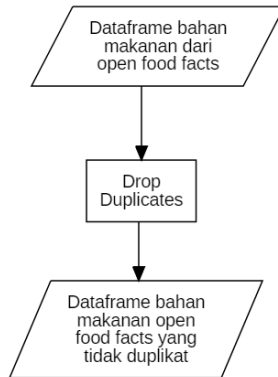 Dataframe bahan
makanan dari
open food facts
Drop
Duplicates
Dataframe bahan
makanan open
food facts yang
tidak duplikat